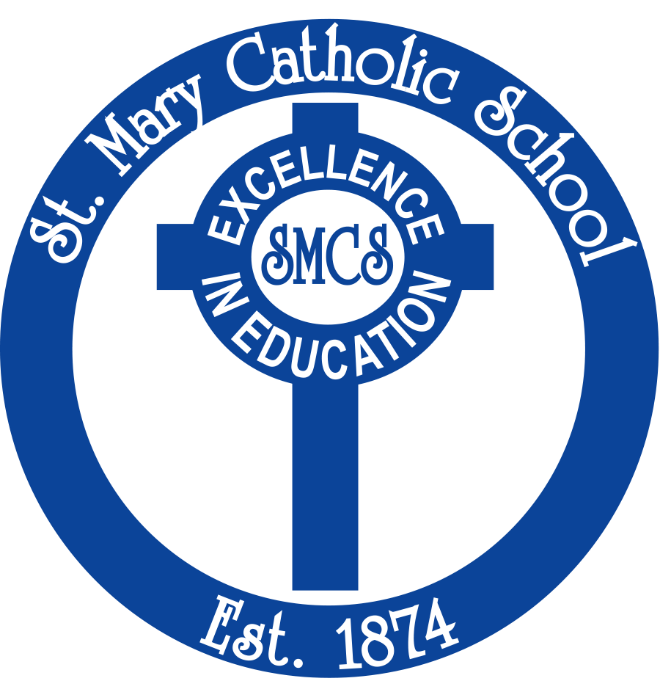 St. Mary Catholic School
EXCELLENCE
SMCS
IN EDUCATION
Est. 1874